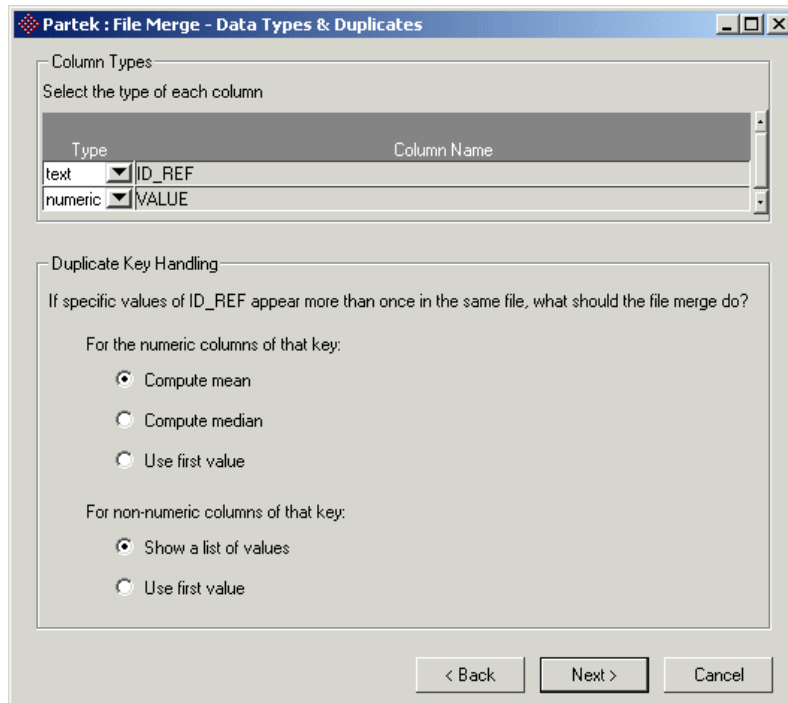 Partek : File Merge - Data Types & Duplicates
Column Types
Select the type of each column
Type Column Name
text ID_REF
numeric VALUE
Duplicate Key Handling
If specific values of ID_REF appear more than once in the same file, what should the file merge do?
For the numeric columns of that key:
Compute mean
Compute median
Use first value
For non-numeric columns of that key:
Show a list of values
Use first value
< Back Next > Cancel